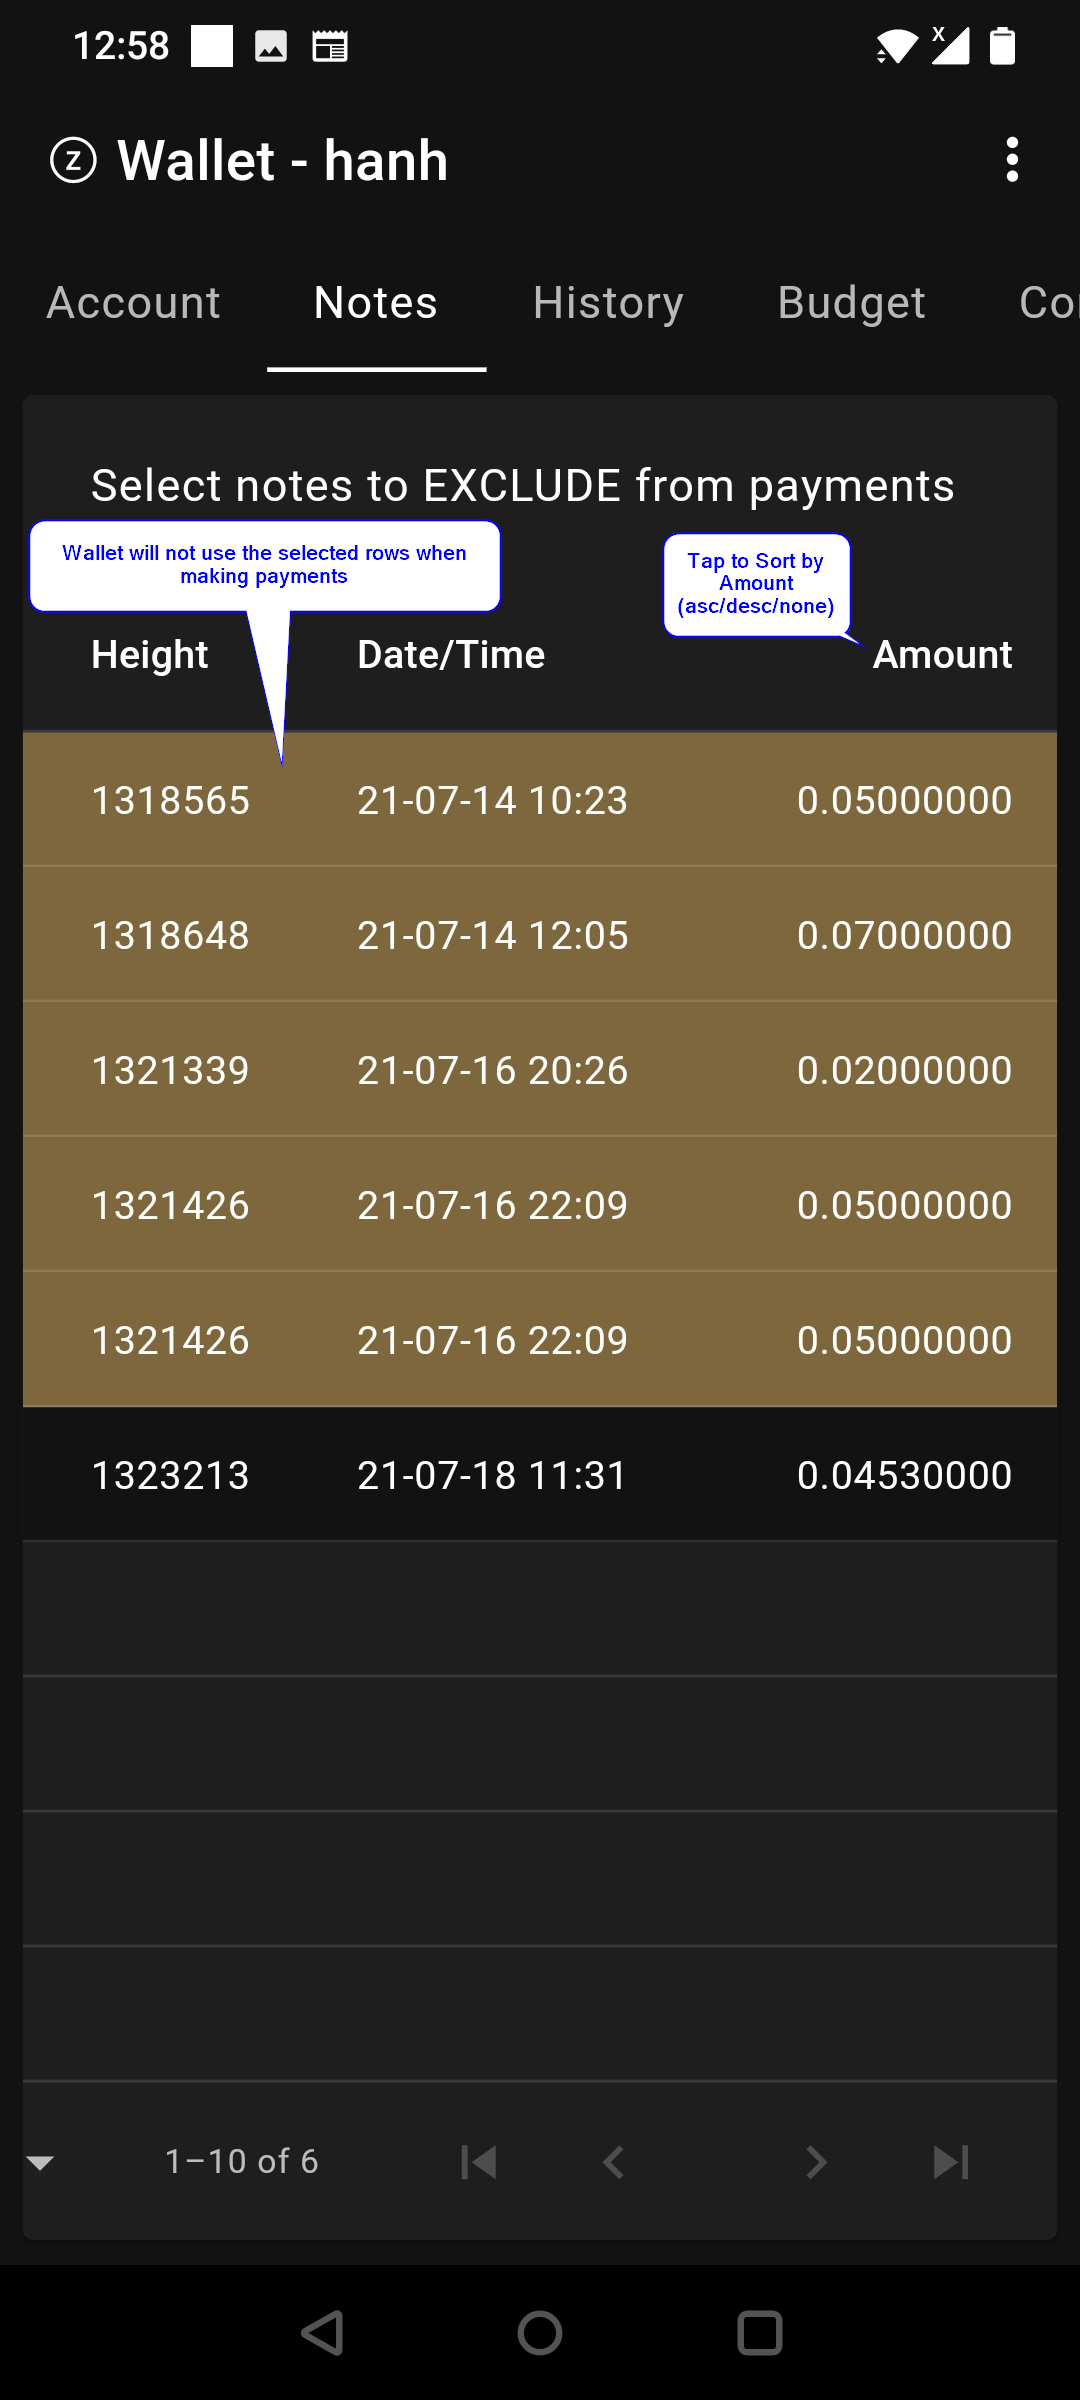 12:58
X
Z Wallet - hanh
Account Notes History Budget Co
Select notes to EXCLUDE from payments
Wallet will not use the selected rows when
making payments
Tap to Sort by
Amount
(asc/desc/none)
Height Date/Time Amount
1318565 21-07-14 10:23 0.05000000
1318648 21-07-14 12:05 0.07000000
1321339 21-07-16 20:26 0.02000000
1321426 21-07-16 22:09 0.05000000
1321426 21-07-16 22:09 0.05000000
1323213 21-07-18 11:31 0.04530000
1–10 of 6